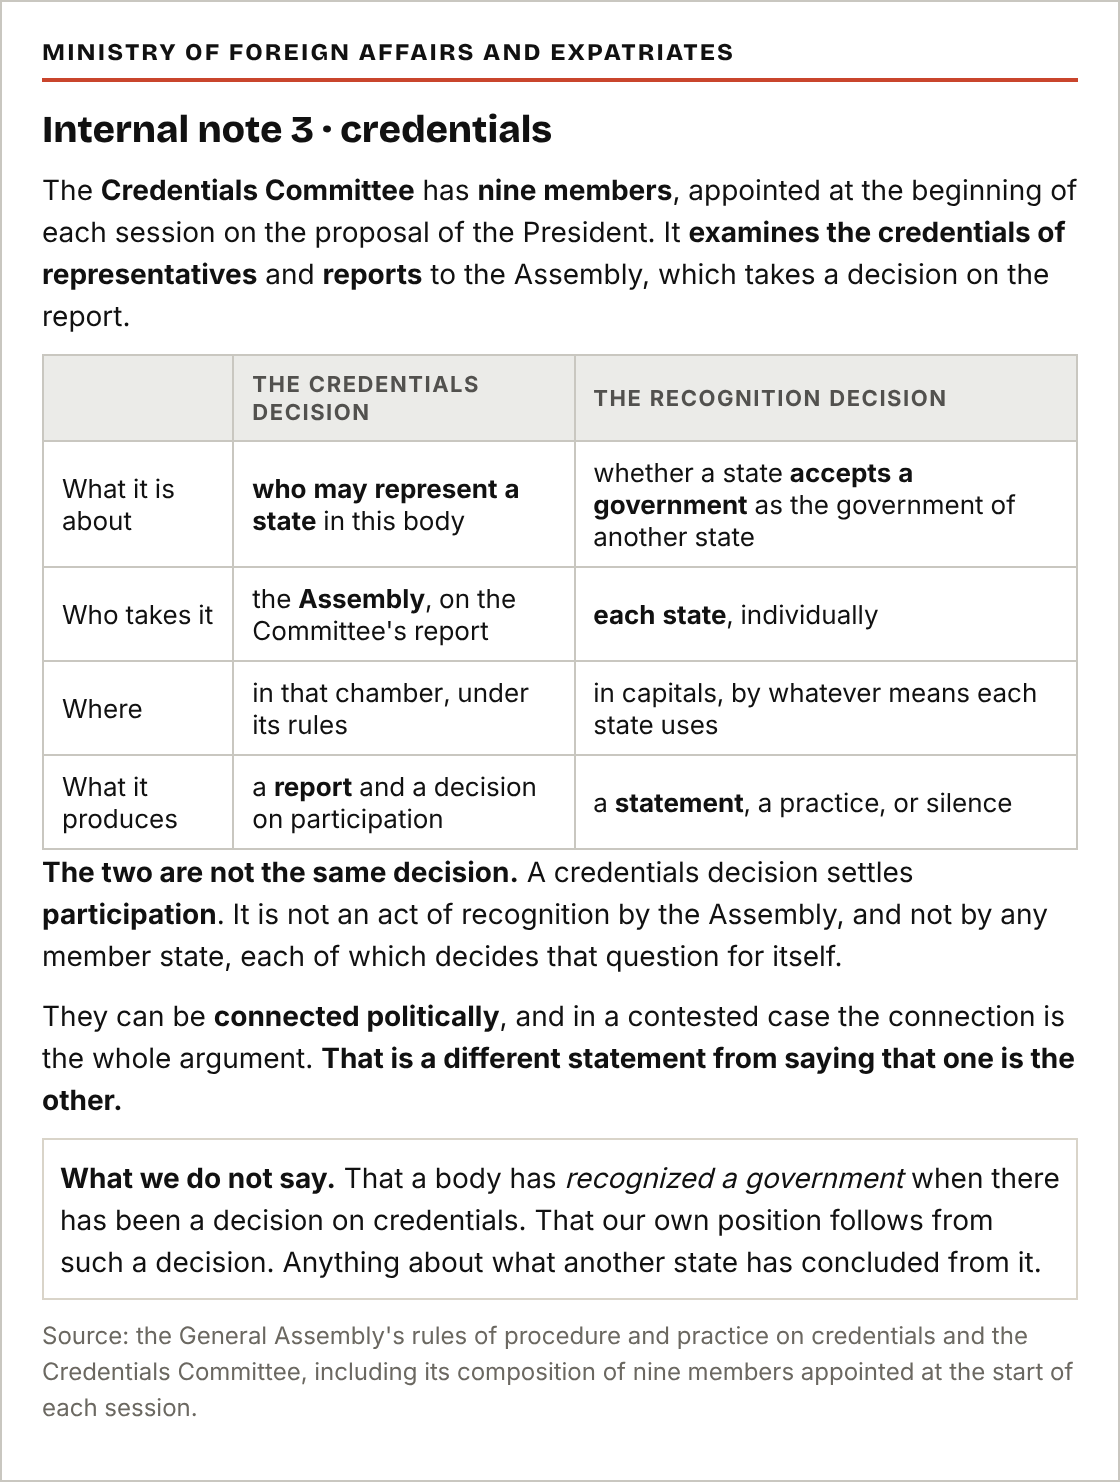 MINISTRY OF FOREIGN AFFAIRS AND EXPATRIATES
Internal note 3 · credentials
The Credentials Committee has nine members, appointed at the beginning of
each session on the proposal of the President. It examines the credentials of
representatives and reports to the Assembly, which takes a decision on the
report.
THE CREDENTIALS
DECISION
THE RECOGNITION DECISION
What it is
about
who may represent a
state in this body
whether a state accepts a
government as the government of
another state
Who takes it
the Assembly, on the
Committee's report
each state, individually
Where
in that chamber, under
its rules
in capitals, by whatever means each
state uses
What it
produces
a report and a decision
on participation
a statement, a practice, or silence
The two are not the same decision. A credentials decision settles
participation. It is not an act of recognition by the Assembly, and not by any
member state, each of which decides that question for itself.
They can be connected politically, and in a contested case the connection is
the whole argument. That is a different statement from saying that one is the
other.
What we do not say. That a body has recognized a government when there
has been a decision on credentials. That our own position follows from
such a decision. Anything about what another state has concluded from it.
Source: the General Assembly's rules of procedure and practice on credentials and the
Credentials Committee, including its composition of nine members appointed at the start of
each session.